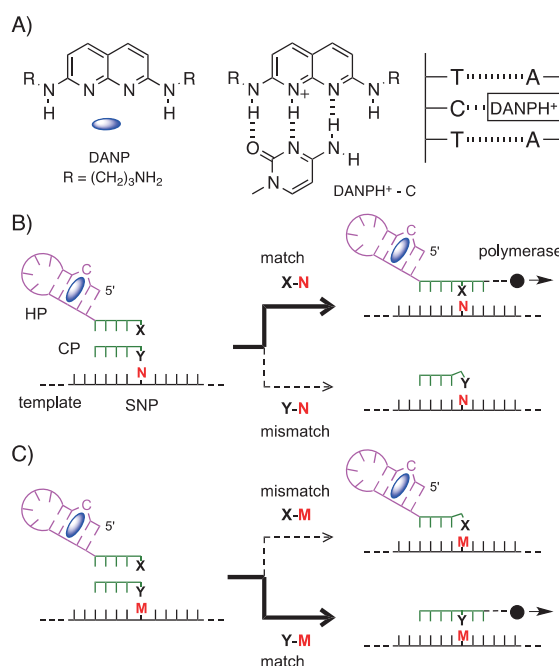 A)
R
N
H
N
N
N
H
R
DANP
R = (CH2)3NH2
R
N
H
N
+
N
N
H
R
H
H
O
N
N
H
N
DANPH+ - C
T
A
C
DANPH+
T
A
B)
C
5'
HP
X
CP
Y
N
template
SNP
match
X-N
Y-N
mismatch
C
5'
polymerase
X
N
Y
N
C)
C
5'
X
Y
M
mismatch
X-M
Y-M
match
C
5'
X
M
Y
M